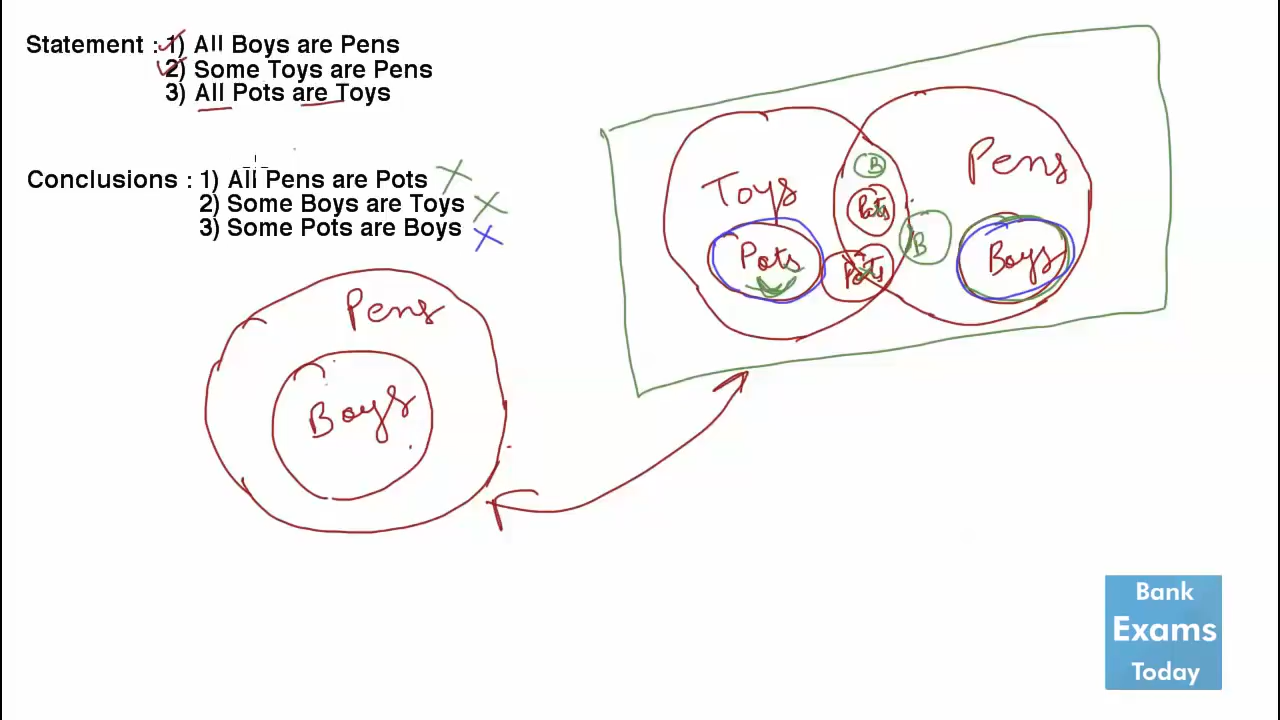 Statement : 1) All Boys are Pens
2) Some Toys are Pens
3) All Pots are Toys
Conclusions : 1) All Pens are Pots
2) Some Boys are Toys
3) Some Pots are Boys
Toys
Pens
B
Pots
B
Pots
Pots
Boys
Pens
Boys
Bank
Exams
Today